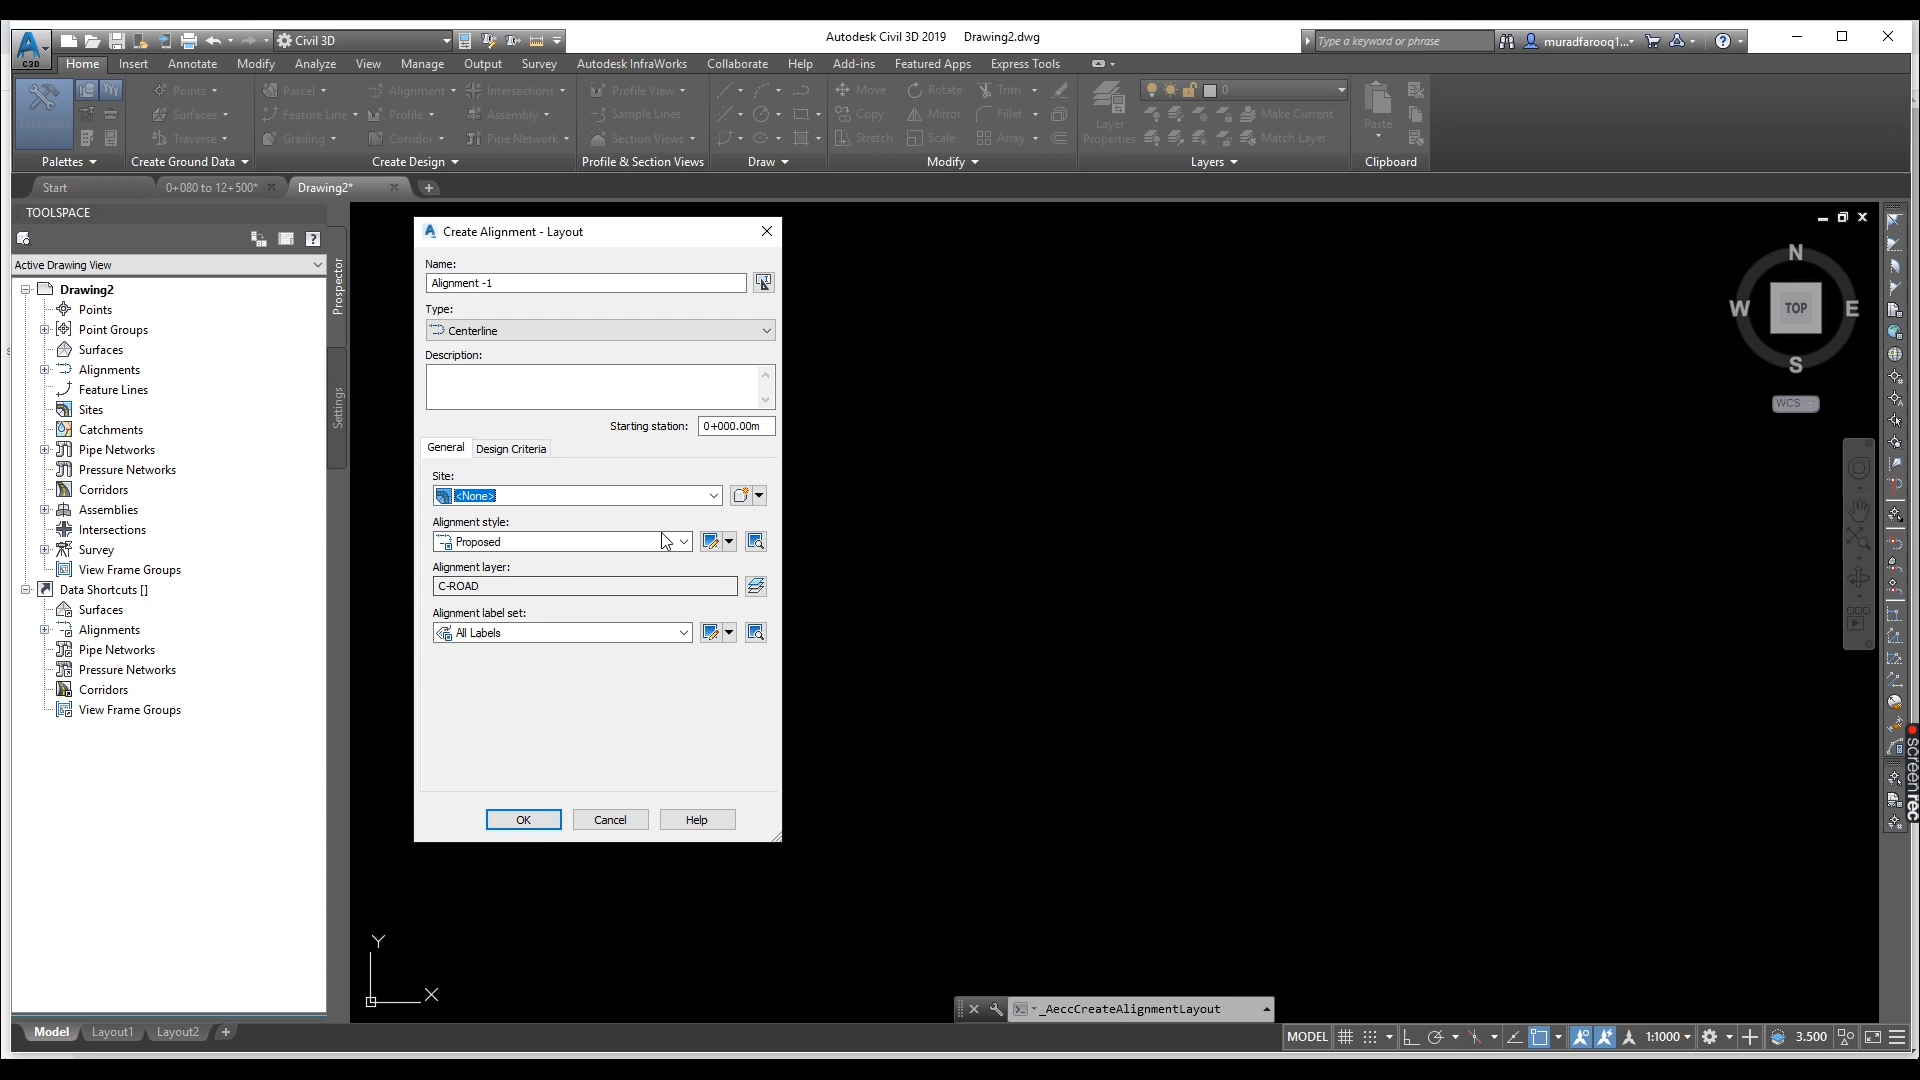 C3D
Civil 3D
Autodesk Civil 3D 2019 Drawing2.dwg
Type a keyword or phrase
muradfarooq1...
Home Insert Annotate Modify Analyze View Manage Output Survey Autodesk InfraWorks Collaborate Help Add-ins Featured Apps Express Tools
Points Parcel Alignment Intersections Profile View Move Rotate Trim 0
Toolspace Surfaces Feature Line Profile Assembly Sample Lines Copy Mirror Fillet Layer Properties Make Current Paste
Traverse Grading Corridor Pipe Network Section Views Stretch Scale Array Match Layer
Palettes Create Ground Data Create Design Profile & Section Views Draw Modify Layers Clipboard
Start 0+080 to 12+500* Drawing2*
TOOLSPACE
Active Drawing View
Drawing2
Points
Point Groups
Surfaces
Alignments
Feature Lines
Sites
Catchments
Pipe Networks
Pressure Networks
Corridors
Assemblies
Intersections
Survey
View Frame Groups
Data Shortcuts []
Surfaces
Alignments
Pipe Networks
Pressure Networks
Corridors
View Frame Groups
Prospector
Settings
Create Alignment - Layout
Name:
Alignment -1
Type:
Centerline
Description:
Starting station: 0+000.00m
General Design Criteria
Site:
<None>
Alignment style:
Proposed
Alignment layer:
C-ROAD
Alignment label set:
All Labels
OK Cancel Help
N
W TOP E
S
WCS
screenrec
Y
X
_AeccCreateAlignmentLayout
Model Layout1 Layout2
MODEL 1:1000 3.500